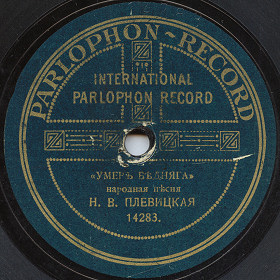 PARLOPHON-RECORD
INTERNATIONAL
PARLOPHON RECORD
«УМЕРЪ БѢДНЯГА»
народная пѣсня
Н. В. ПЛЕВИЦКАЯ
14283.